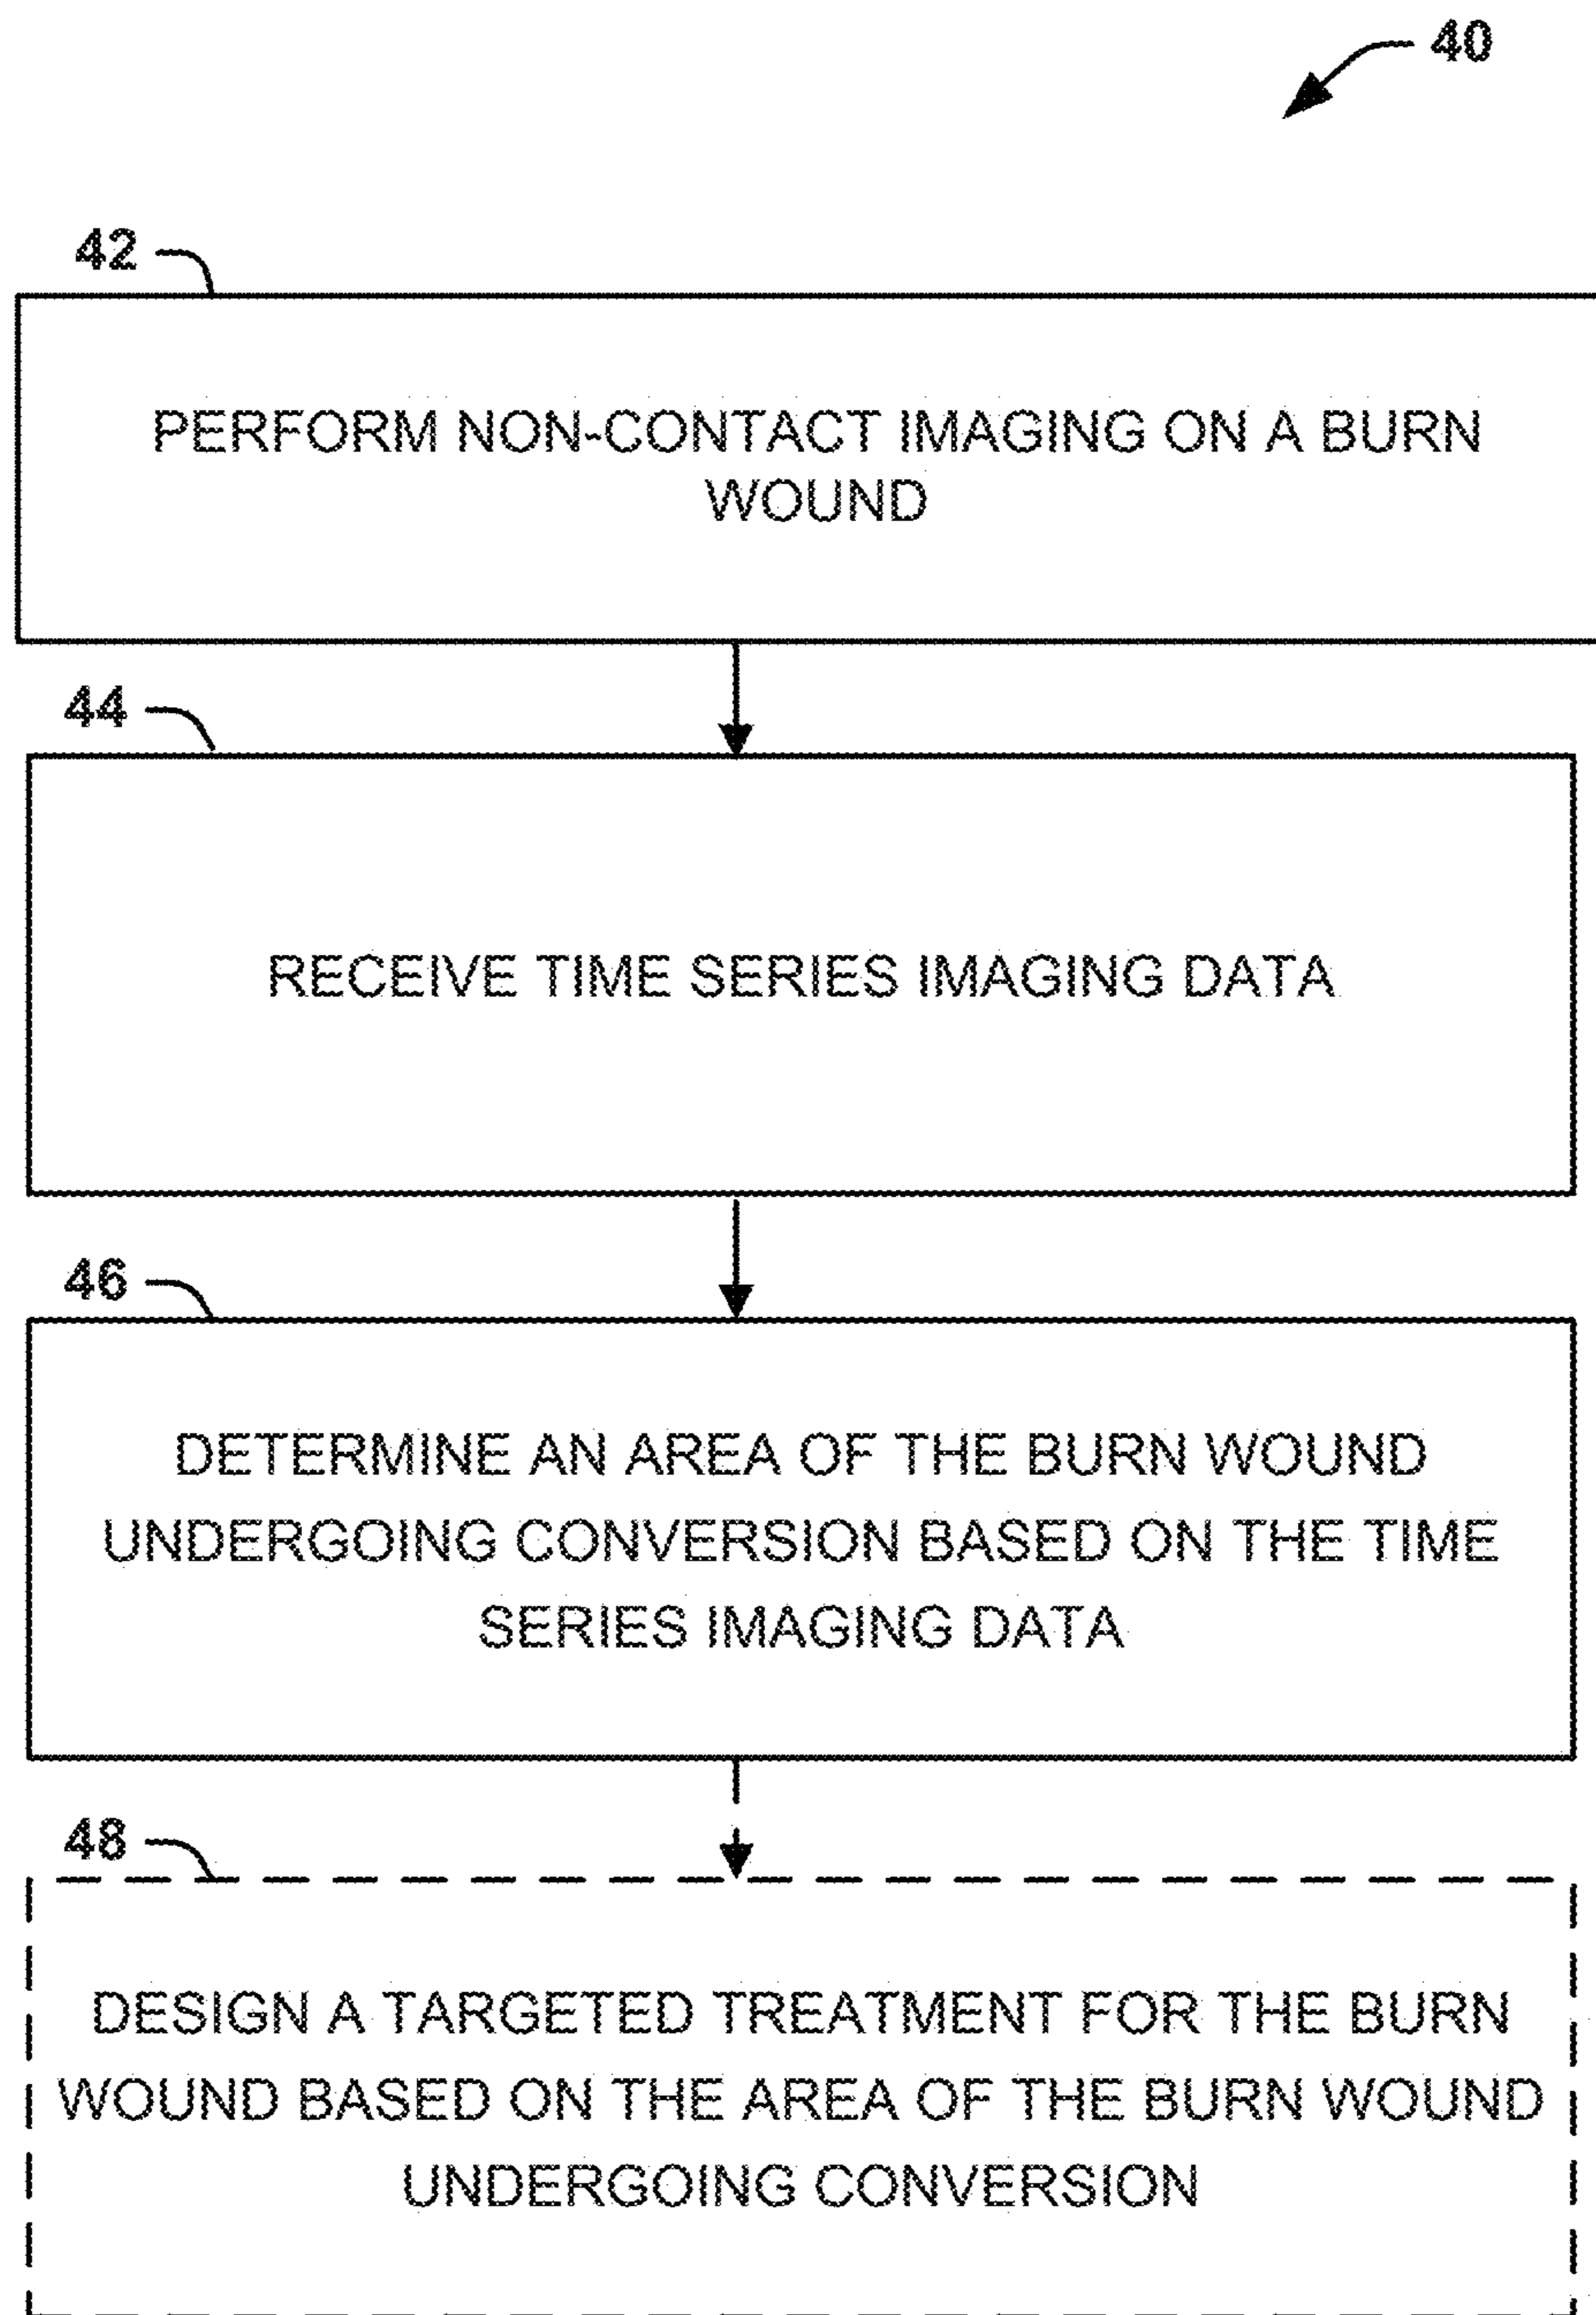 40
42
PERFORM NON-CONTACT IMAGING ON A BURN
WOUND
44
RECEIVE TIME SERIES IMAGING DATA
46
DETERMINE AN AREA OF THE BURN WOUND
UNDERGOING CONVERSION BASED ON THE TIME
SERIES IMAGING DATA
48
DESIGN A TARGETED TREATMENT FOR THE BURN
WOUND BASED ON THE AREA OF THE BURN WOUND
UNDERGOING CONVERSION